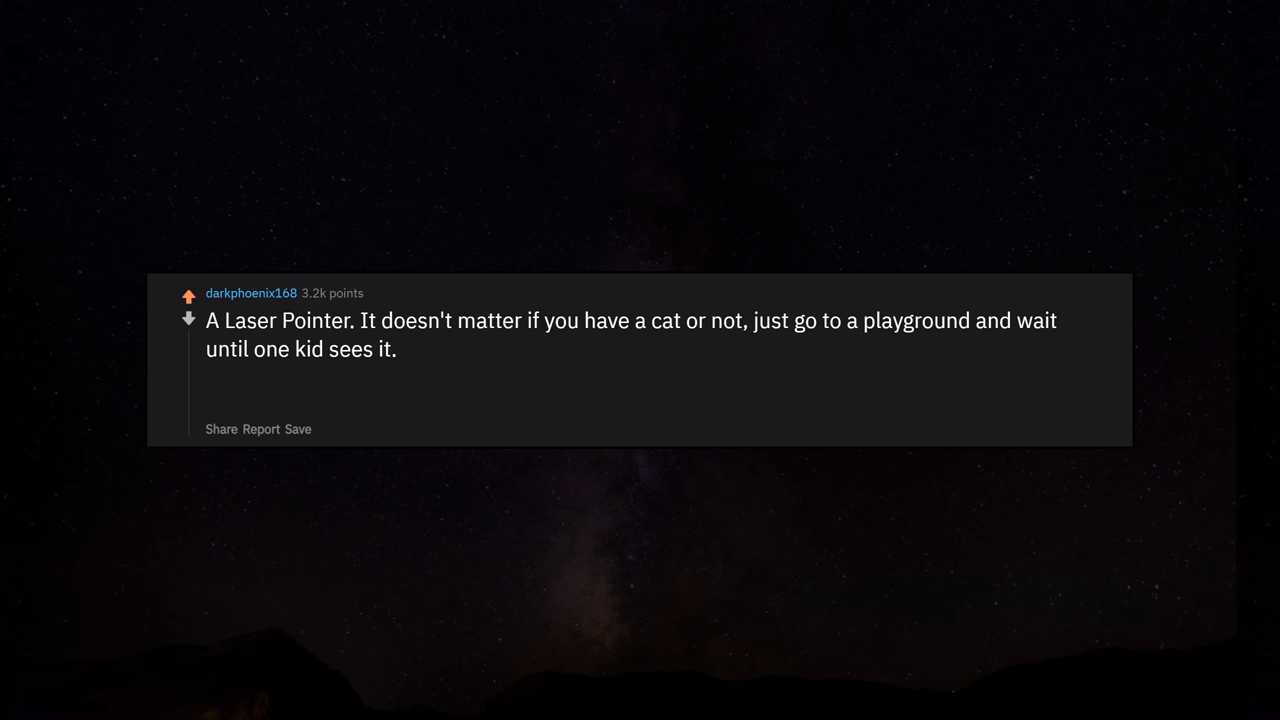 darkphoenix168 3.2k points
A Laser Pointer. It doesn't matter if you have a cat or not, just go to a playground and wait
until one kid sees it.
Share Report Save